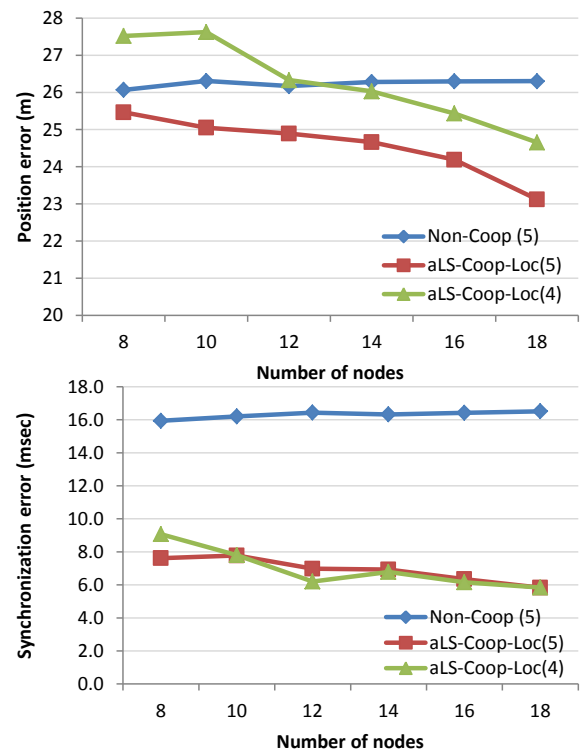 28
27
26
25
24
23
22
21
20
Position error (m)
Non-Coop (5)
aLS-Coop-Loc(5)
aLS-Coop-Loc(4)
8 10 12 14 16 18
Number of nodes
18.0
16.0
14.0
12.0
10.0
8.0
6.0
4.0
2.0
0.0
Synchronization error (msec)
Non-Coop (5)
aLS-Coop-Loc(5)
aLS-Coop-Loc(4)
8 10 12 14 16 18
Number of nodes